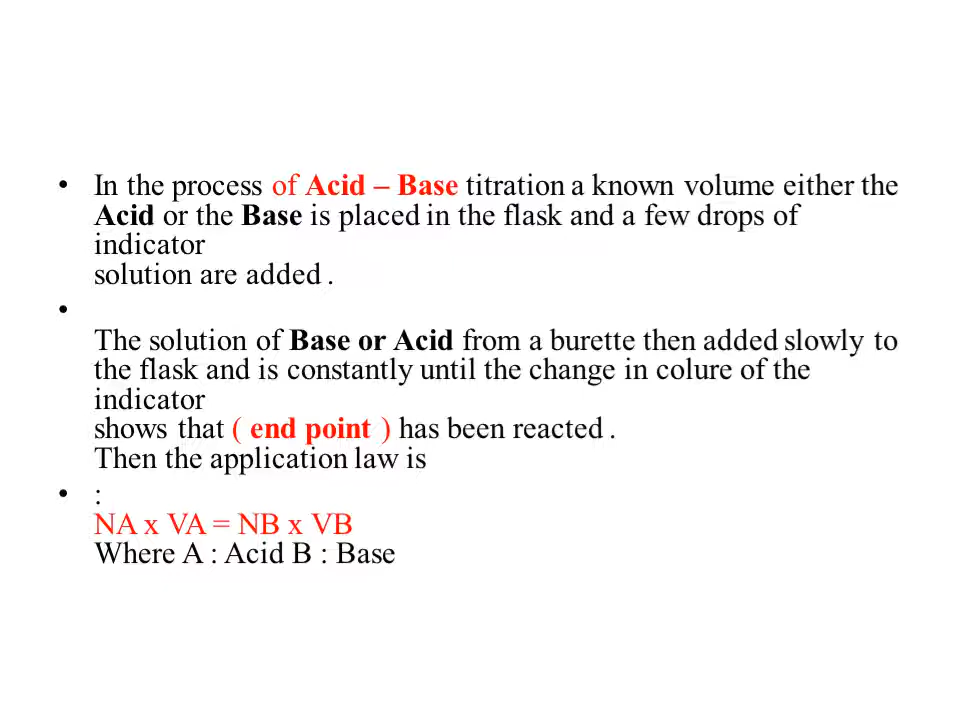 • In the process of Acid – Base titration a known volume either the
Acid or the Base is placed in the flask and a few drops of
indicator
solution are added .
•
The solution of Base or Acid from a burette then added slowly to
the flask and is constantly until the change in colure of the
indicator
shows that ( end point ) has been reacted .
Then the application law is
• :
NA x VA = NB x VB
Where A : Acid B : Base